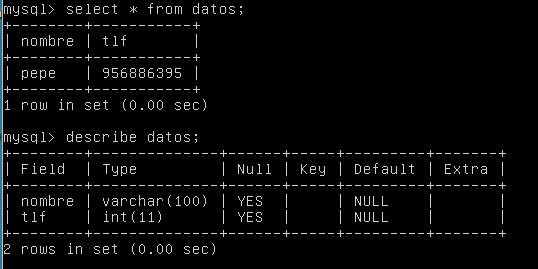 mysql> select * from datos;
+--------+-----------+
| nombre | tlf       |
+--------+-----------+
| pepe   | 956886395 |
+--------+-----------+
1 row in set (0.00 sec)

mysql> describe datos;
+--------+--------------+------+-----+---------+-------+
| Field  | Type         | Null | Key | Default | Extra |
+--------+--------------+------+-----+---------+-------+
| nombre | varchar(100) | YES  |     | NULL    |       |
| tlf    | int(11)      | YES  |     | NULL    |       |
+--------+--------------+------+-----+---------+-------+
2 rows in set (0.00 sec)